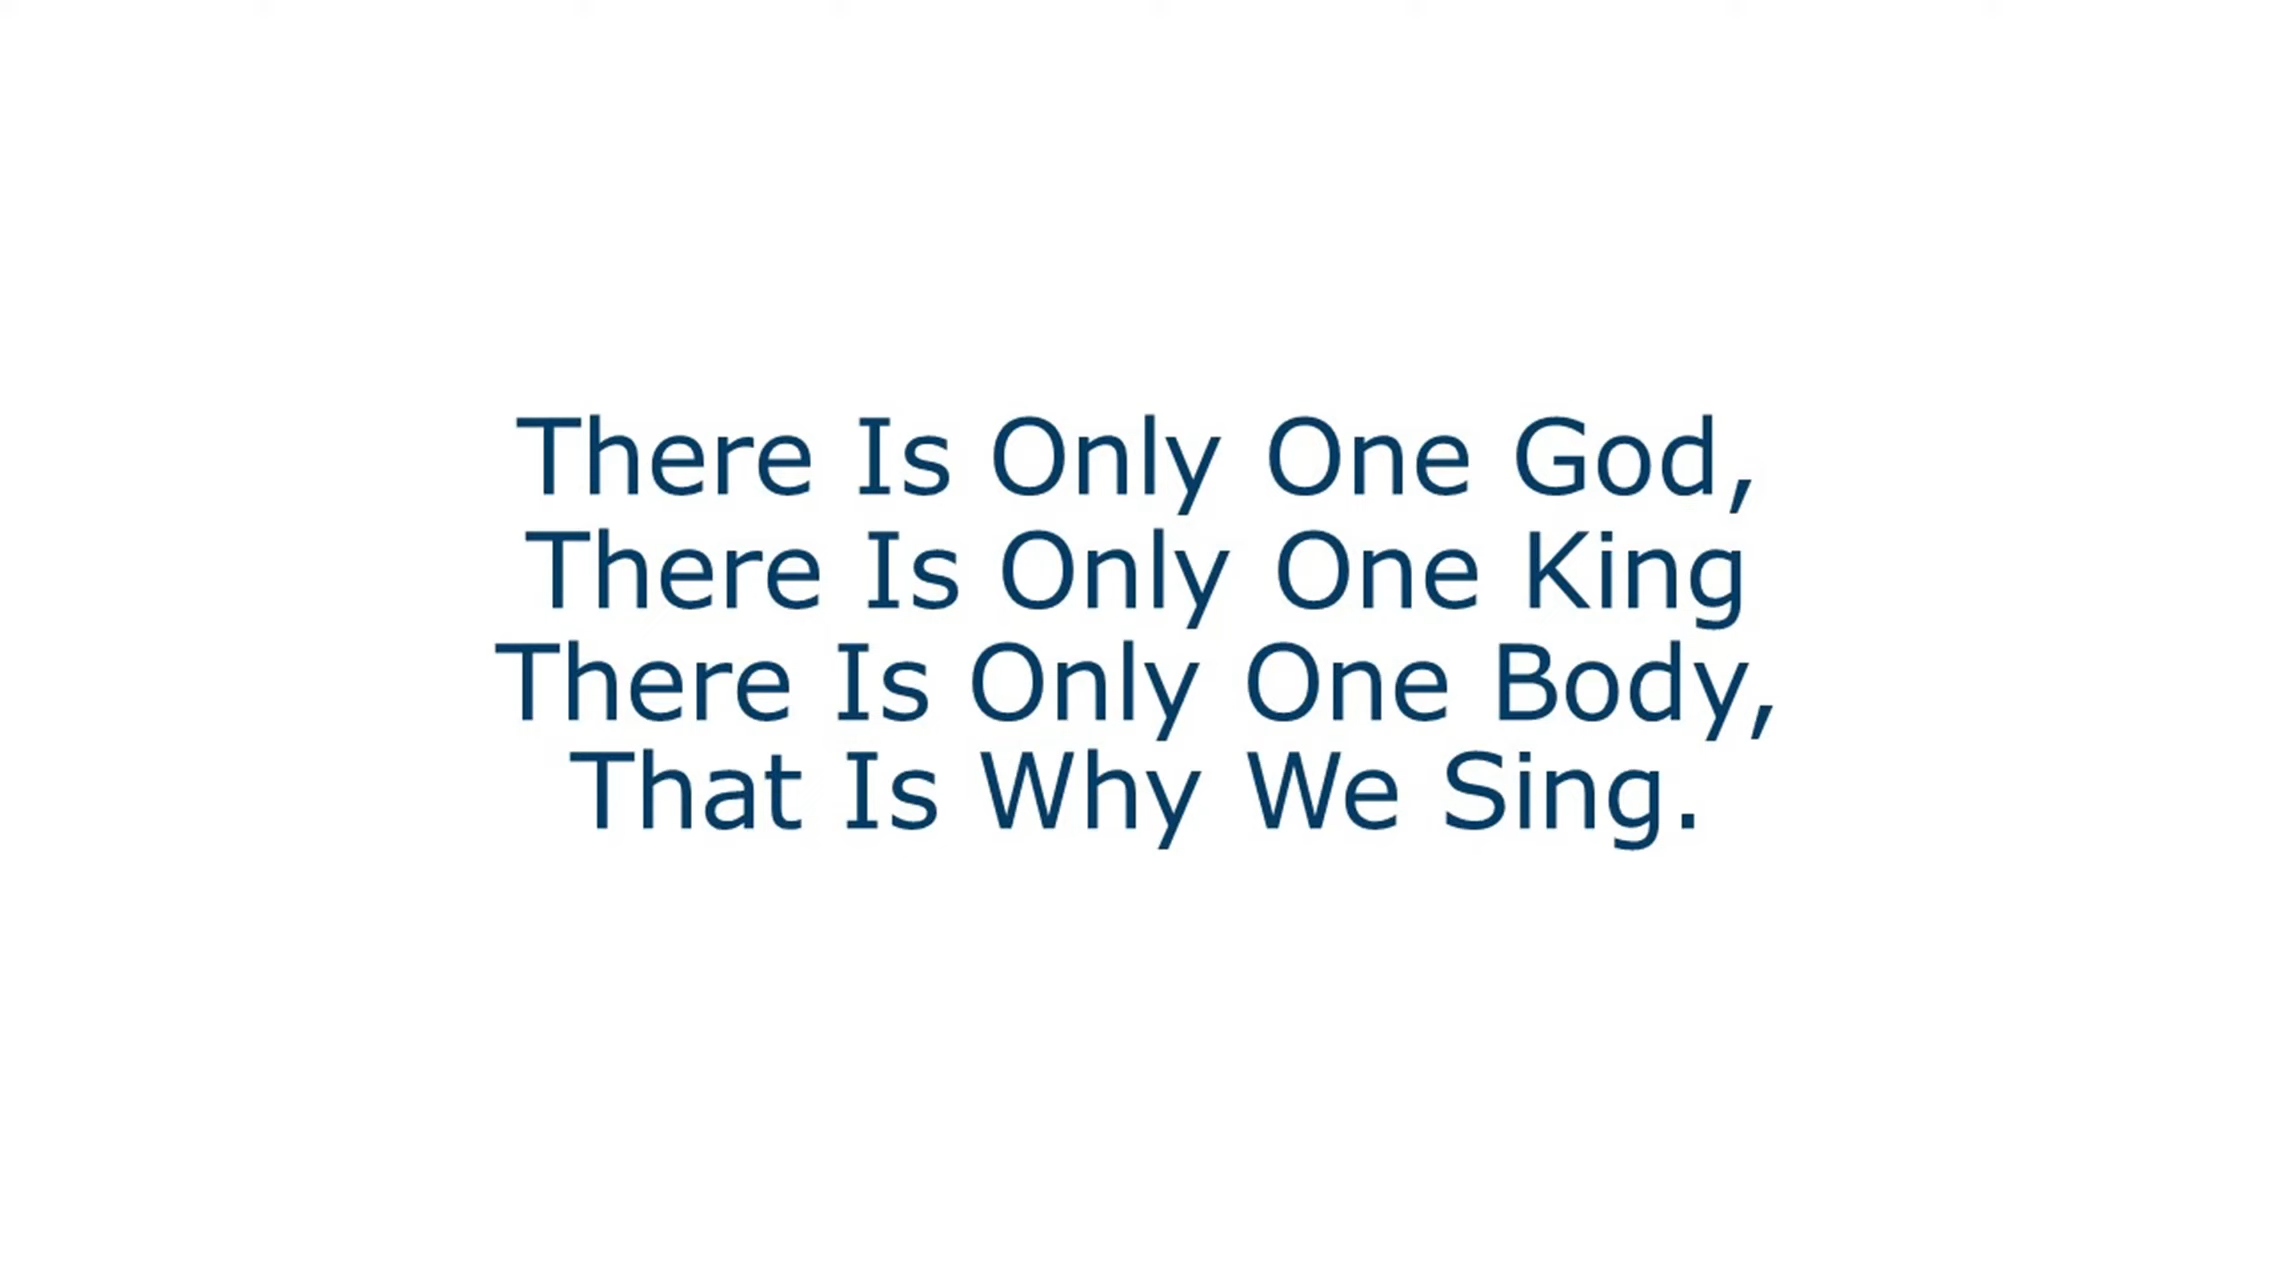 There Is Only One God,
There Is Only One King
There Is Only One Body,
That Is Why We Sing.